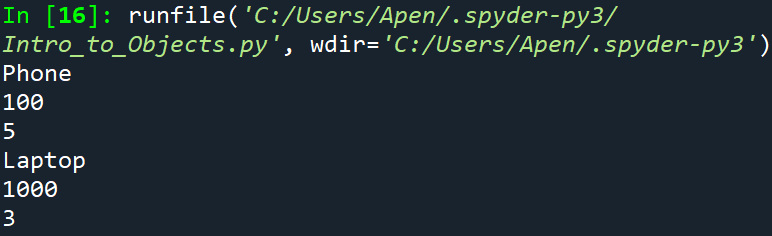 In [16]: runfile('C:/Users/Apen/.spyder-py3/
Intro_to_Objects.py', wdir='C:/Users/Apen/.spyder-py3')
Phone
100
5
Laptop
1000
3